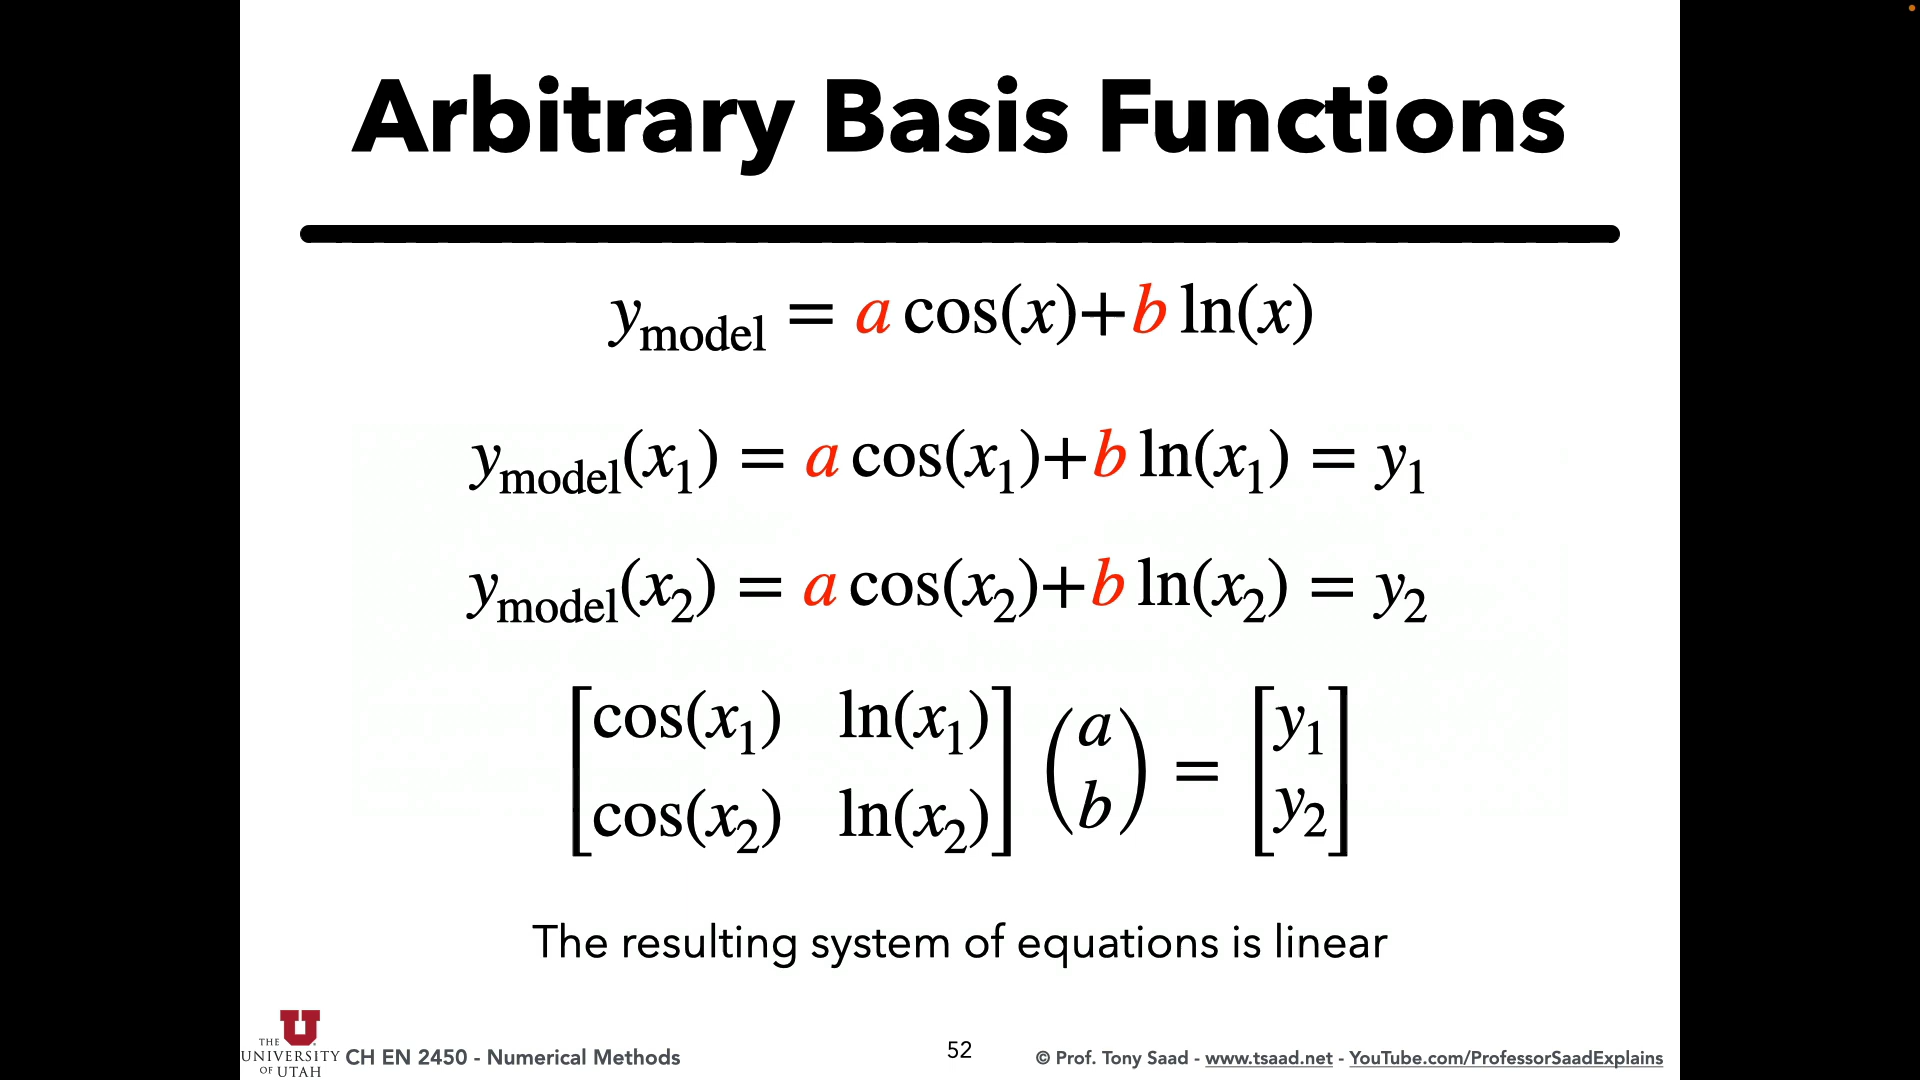 Arbitrary Basis Functions
y_model = a cos(x)+b ln(x)
y_model(x₁) = a cos(x₁)+b ln(x₁) = y₁
y_model(x₂) = a cos(x₂)+b ln(x₂) = y₂
[cos(x₁) ln(x₁)] (a) = [y₁]
[cos(x₂) ln(x₂)] (b) [y₂]
The resulting system of equations is linear
THE U UNIVERSITY OF UTAH
CH EN 2450 - Numerical Methods
52
© Prof. Tony Saad - www.tsaad.net - YouTube.com/ProfessorSaadExplains